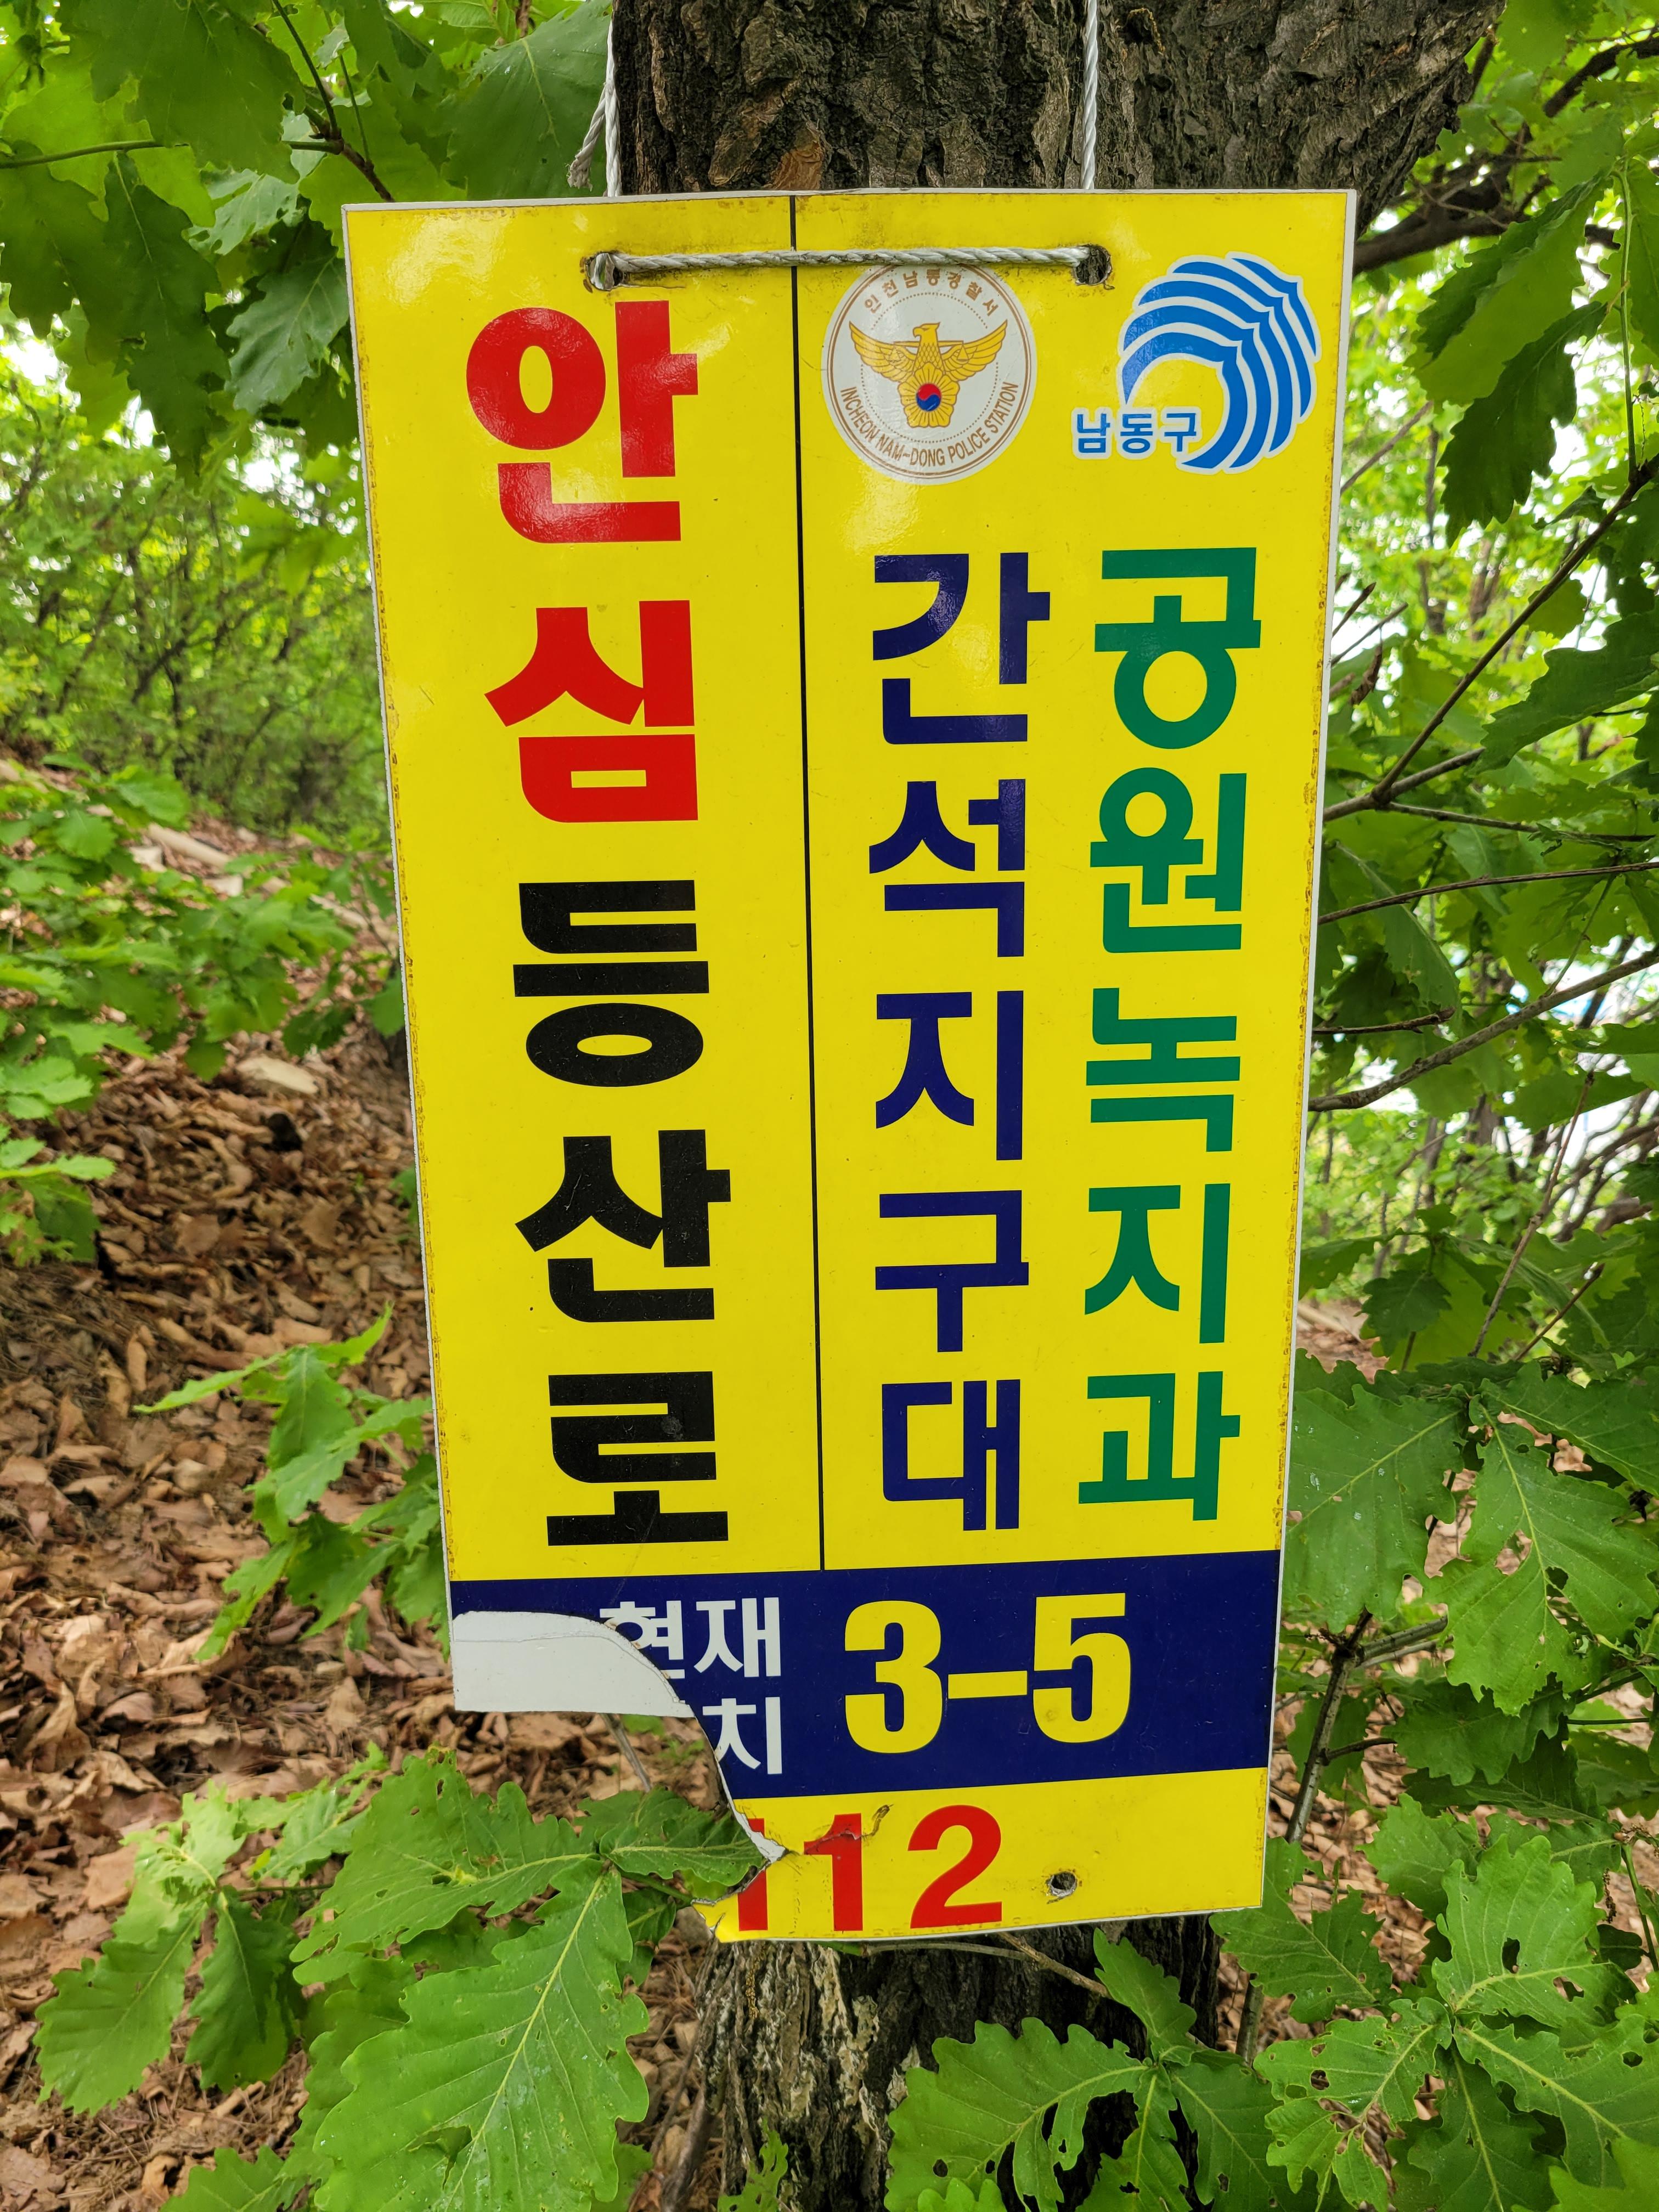 인천남동경찰서
INCHEON NAM-DONG POLICE STATION
남동구
안심등산로
간석지구대
공원녹지과
현재
치
3-5
112